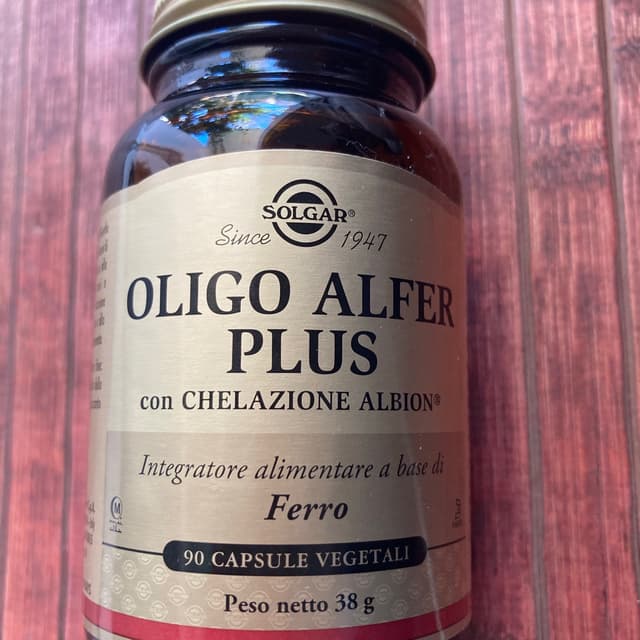 SOLGAR®
Since 1947
OLIGO ALFER
PLUS
con CHELAZIONE ALBION®
Integratore alimentare a base di
Ferro
90 CAPSULE VEGETALI
Peso netto 38 g